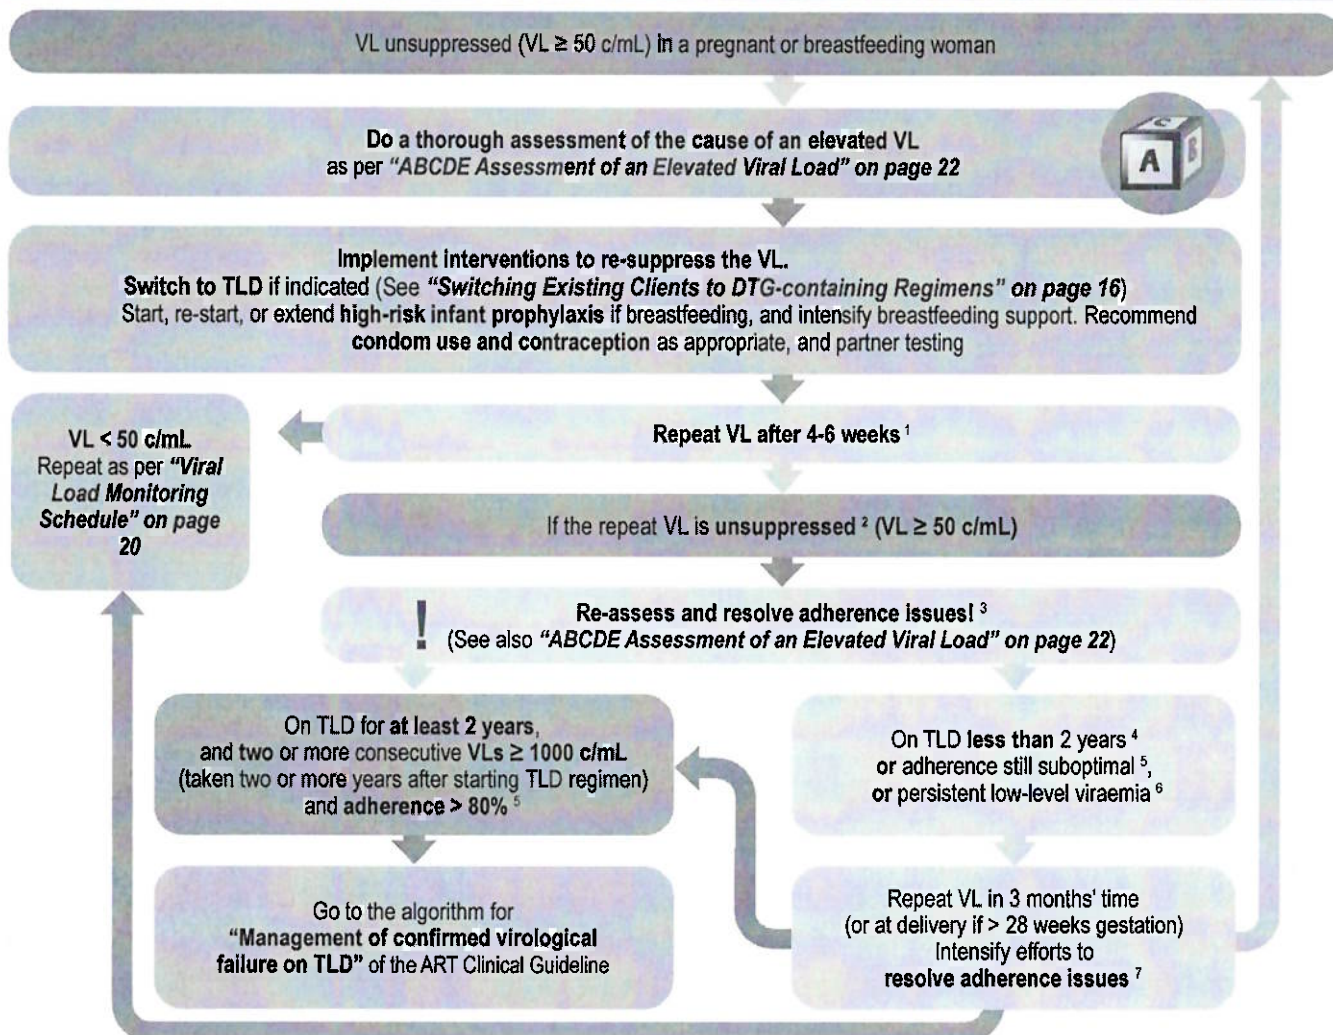 VL unsuppressed (VL ≥ 50 c/mL) in a pregnant or breastfeeding woman
Do a thorough assessment of the cause of an elevated VL
as per "ABCDE Assessment of an Elevated Viral Load" on page 22
A
B
C
Implement interventions to re-suppress the VL.
Switch to TLD if indicated (See "Switching Existing Clients to DTG-containing Regimens" on page 16)
Start, re-start, or extend high-risk infant prophylaxis if breastfeeding, and intensify breastfeeding support. Recommend
condom use and contraception as appropriate, and partner testing
VL < 50 c/mL
Repeat as per "Viral
Load Monitoring
Schedule" on page
20
Repeat VL after 4-6 weeks ¹
If the repeat VL is unsuppressed ² (VL ≥ 50 c/mL)
!
Re-assess and resolve adherence issues! ³
(See also "ABCDE Assessment of an Elevated Viral Load" on page 22)
On TLD for at least 2 years,
and two or more consecutive VLs ≥ 1000 c/mL
(taken two or more years after starting TLD regimen)
and adherence > 80% ⁵
On TLD less than 2 years ⁴
or adherence still suboptimal ⁵,
or persistent low-level viraemia ⁶
Go to the algorithm for
"Management of confirmed virological
failure on TLD" of the ART Clinical Guideline
Repeat VL in 3 months' time
(or at delivery if > 28 weeks gestation)
Intensify efforts to
resolve adherence issues ⁷